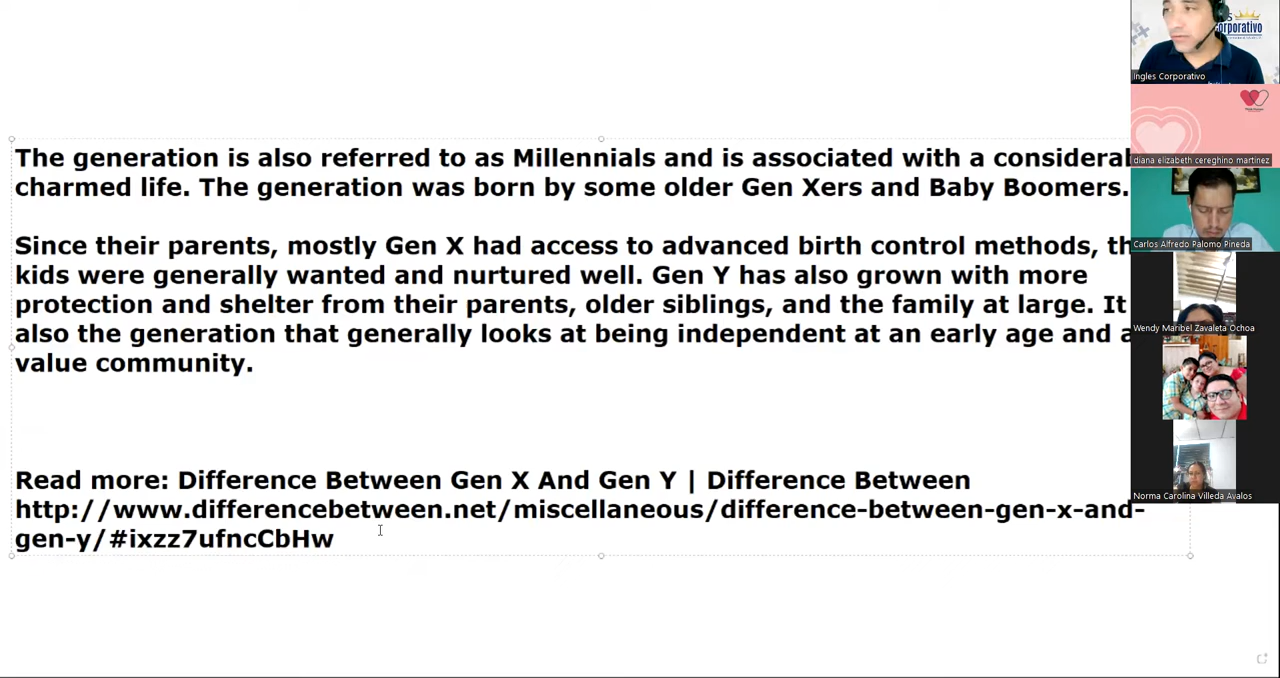 The generation is also referred to as Millennials and is associated with a
charmed life. The generation was born by some older Gen Xers and Baby Boomers.
Since their parents, mostly Gen X had access to advanced birth control methods,
kids were generally wanted and nurtured well. Gen Y has also grown with more
protection and shelter from their parents, older siblings, and the family at large. It
also the generation that generally looks at being independent at an early age and
value community.
Read more: Difference Between Gen X And Gen Y | Difference Between
http://www.differencebetween.net/miscellaneous/difference-between-gen-x-and-
gen-y/#ixzz7ufncCbHw
Ingles Corporativo
diana elizabeth cereghino martinez
Carlos Alfredo Palomo Pineda
Wendy Maribel Zavaleta Ochoa
Norma Carolina Villeda Avalos